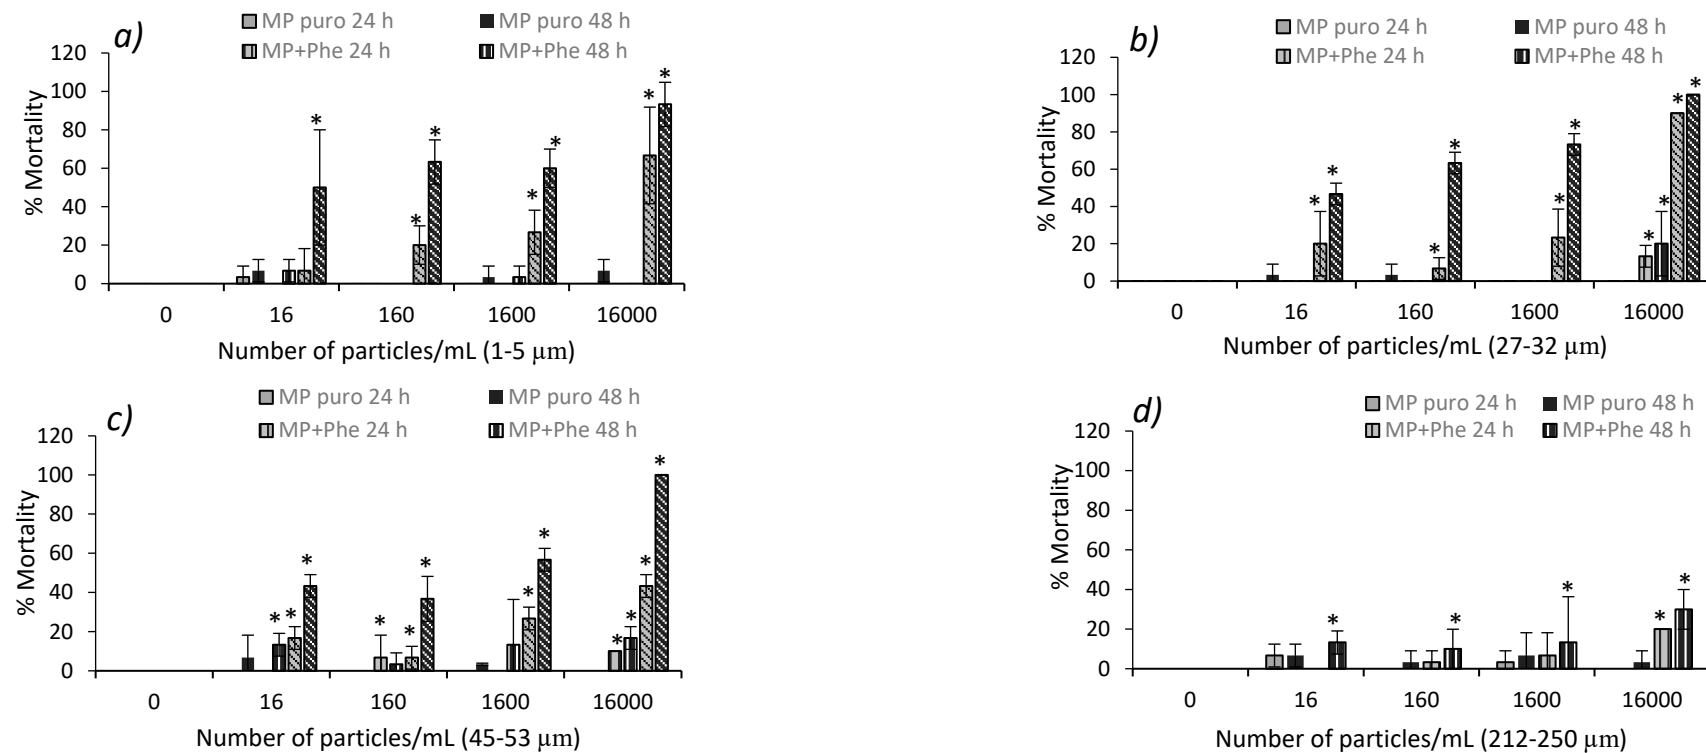 a)
MP puro 24 h MP puro 48 h
MP+Phe 24 h MP+Phe 48 h
% Mortality
120
100
80
60
40
20
0
* * * * * * *
0 16 160 1600 16000
Number of particles/mL (1-5 µm)
b)
MP puro 24 h MP puro 48 h
MP+Phe 24 h MP+Phe 48 h
% Mortality
120
100
80
60
40
20
0
* * * * * * * * *
0 16 160 1600 16000
Number of particles/mL (27-32 µm)
c)
MP puro 24 h MP puro 48 h
MP+Phe 24 h MP+Phe 48 h
% Mortality
120
100
80
60
40
20
0
* * * * * * * * * * * *
0 16 160 1600 16000
Number of particles/mL (45-53 µm)
d)
MP puro 24 h MP puro 48 h
MP+Phe 24 h MP+Phe 48 h
% Mortality
120
100
80
60
40
20
0
* * * * *
0 16 160 1600 16000
Number of particles/mL (212-250 µm)